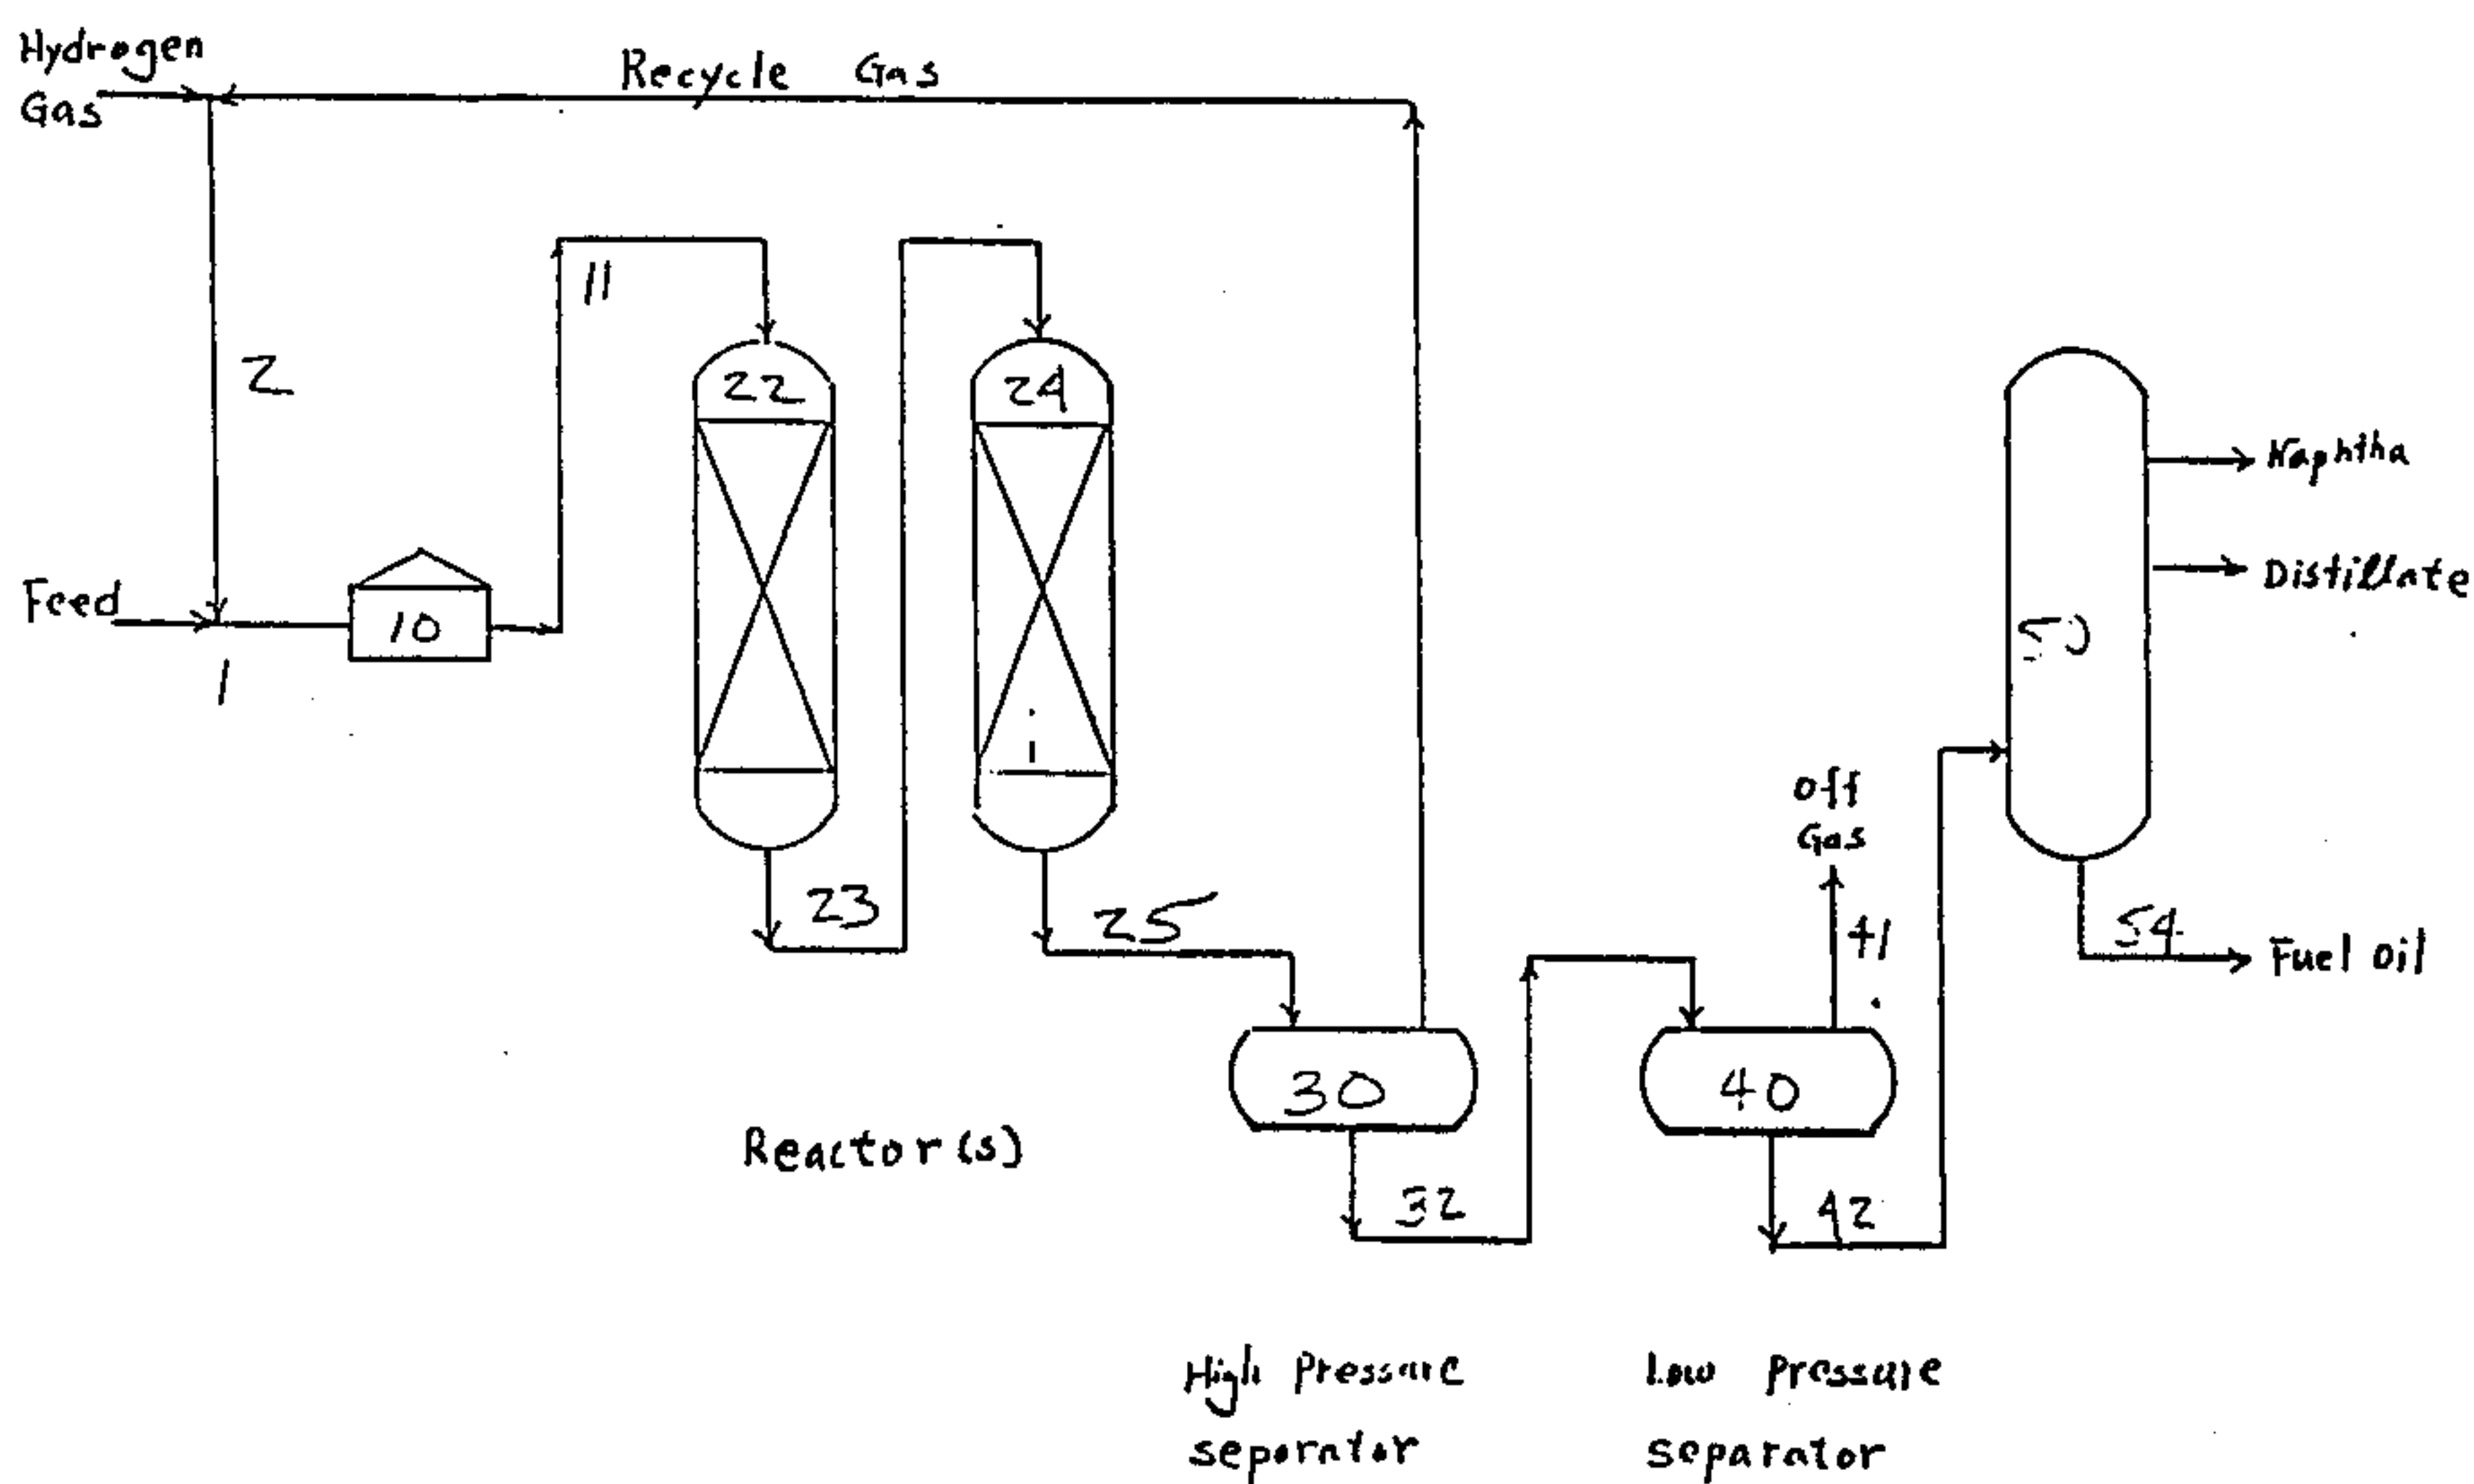 Hydrogen
Gas
Recycle Gas
11
2
22
24
Naphtha
Distillate
Feed
10
1
50
Off
Gas
41
23
25
54
Fuel Oil
30
40
Reactor(s)
32
42
High Pressure
separator
Low Pressure
Separator